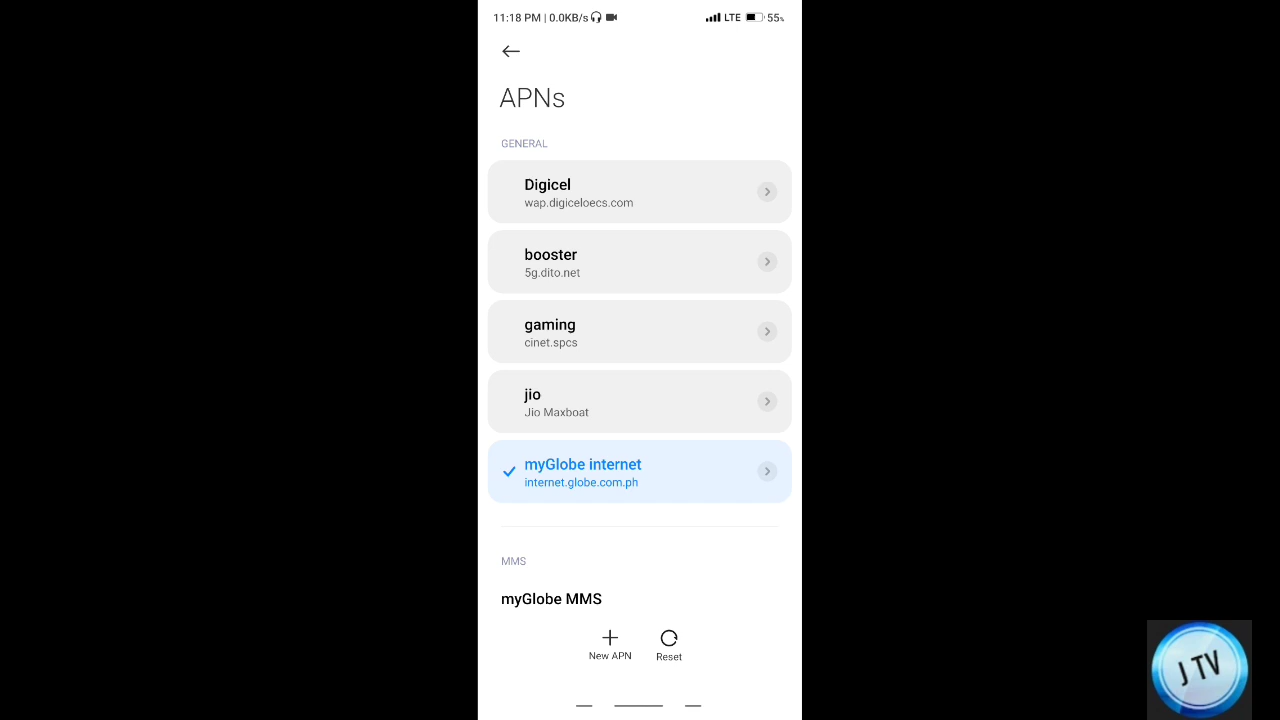 11:18 PM | 0.0KB/s LTE 55%
APNs
GENERAL
Digicel
wap.digiceloecs.com
booster
5g.dito.net
gaming
cinet.spcs
jio
Jio Maxboat
myGlobe internet
internet.globe.com.ph
MMS
myGlobe MMS
New APN Reset
J TV